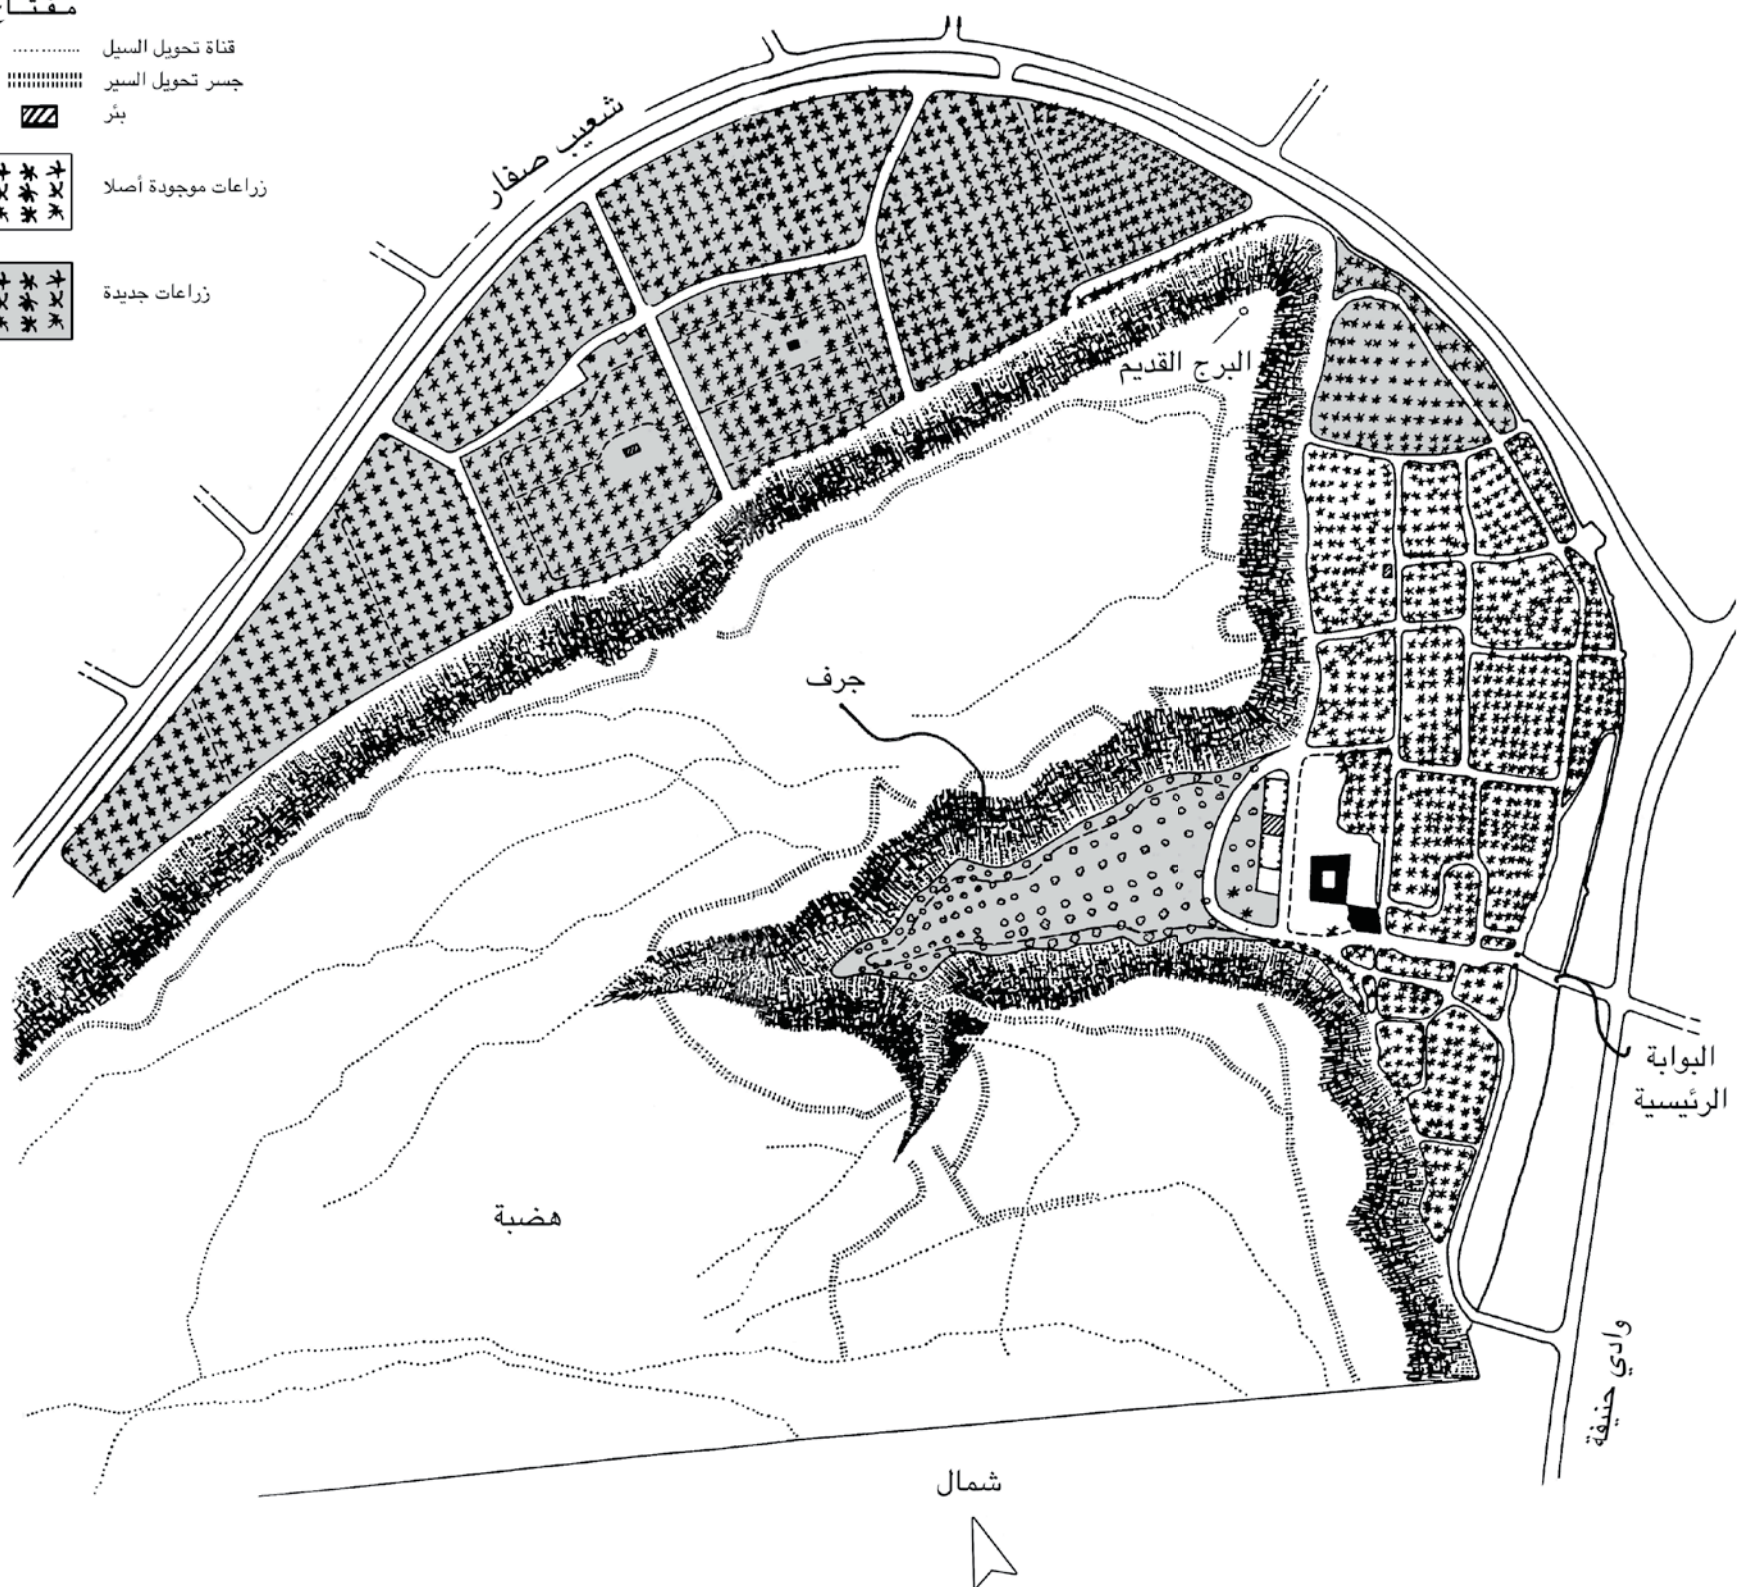 قناة تحويل السيل
جسر تحويل السير
بئر
زراعات موجودة أصلا
زراعات جديدة
شعيب صفار
البرج القديم
جرف
البوابة
الرئيسية
هضبة
وادي حنيفة
شمال